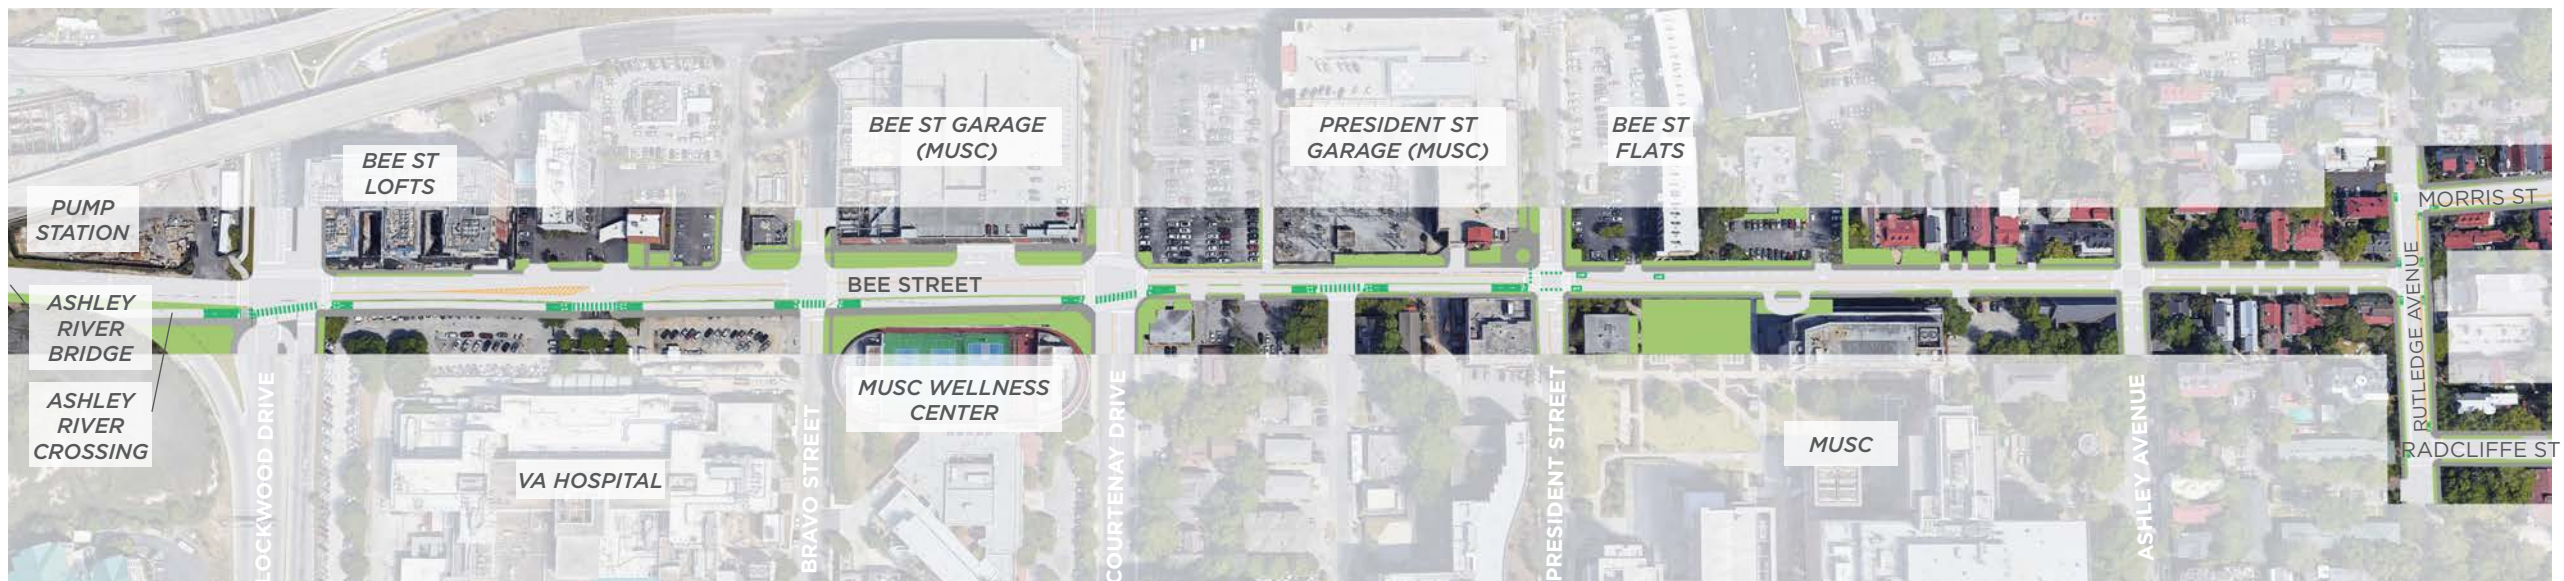 PUMP
STATION
ASHLEY
RIVER
BRIDGE
ASHLEY
RIVER
CROSSING
LOCKWOOD DRIVE
BEE ST
LOFTS
VA HOSPITAL
BRAVO STREET
BEE ST GARAGE
(MUSC)
BEE STREET
MUSC WELLNESS
CENTER
COURTENAY DRIVE
PRESIDENT ST
GARAGE (MUSC)
PRESIDENT STREET
BEE ST
FLATS
MUSC
ASHLEY AVENUE
MORRIS ST
RUTLEDGE AVENUE
RADCLIFFE ST